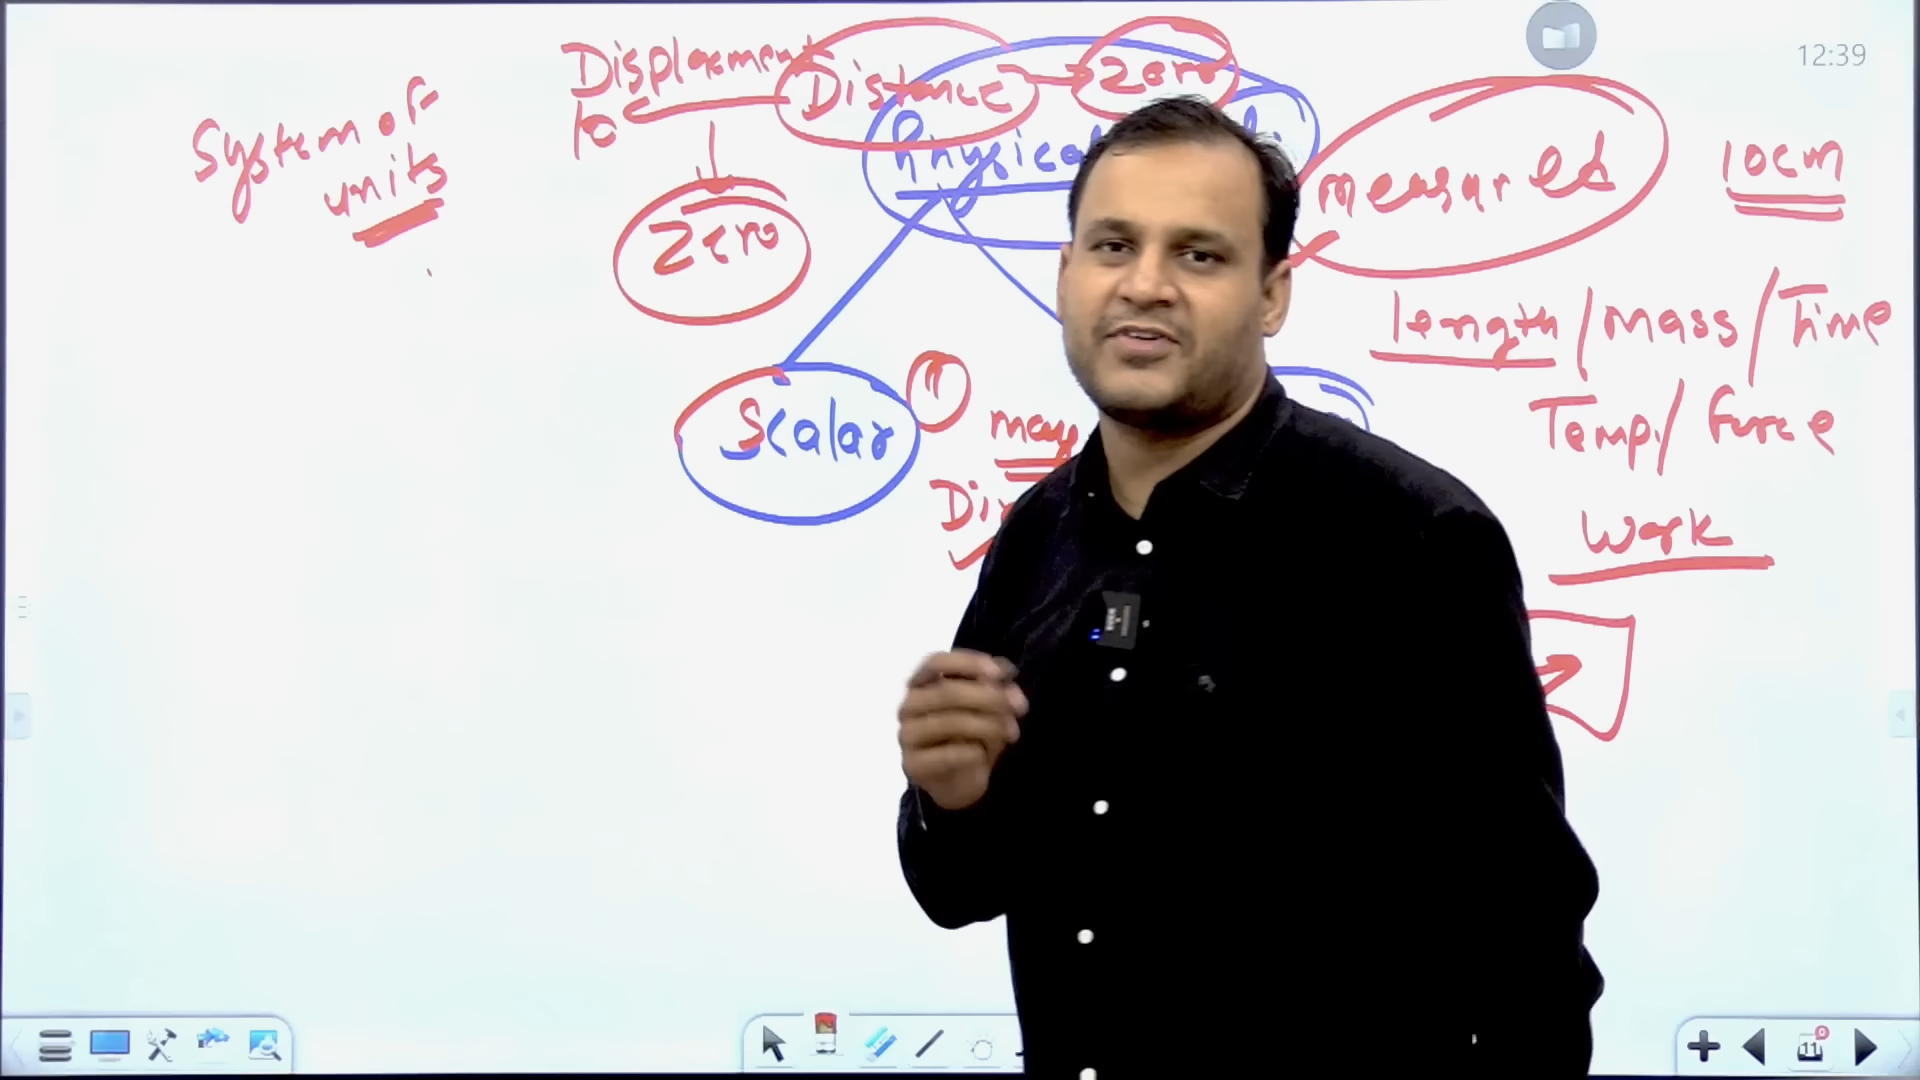 12:39
Displacement
Distance → zero
System of
units
Physical
measured
10cm
Zero
length / mass / Time
Temp. / Force
Scalar
Work
11